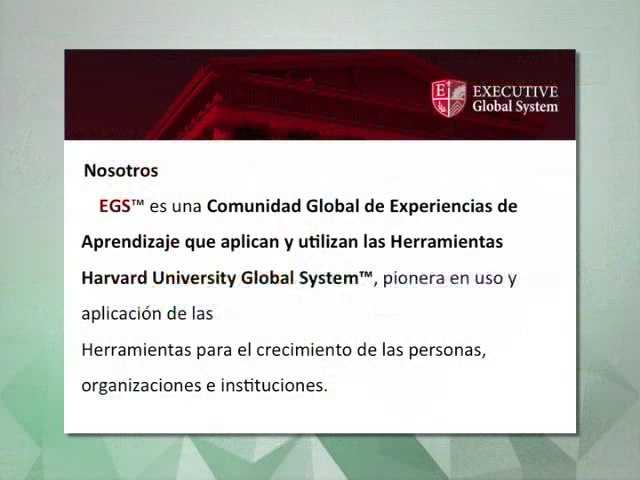 E
EXECUTIVE
Global System
Nosotros
EGS™ es una Comunidad Global de Experiencias de
Aprendizaje que aplican y utilizan las Herramientas
Harvard University Global System™, pionera en uso y
aplicación de las
Herramientas para el crecimiento de las personas,
organizaciones e instituciones.